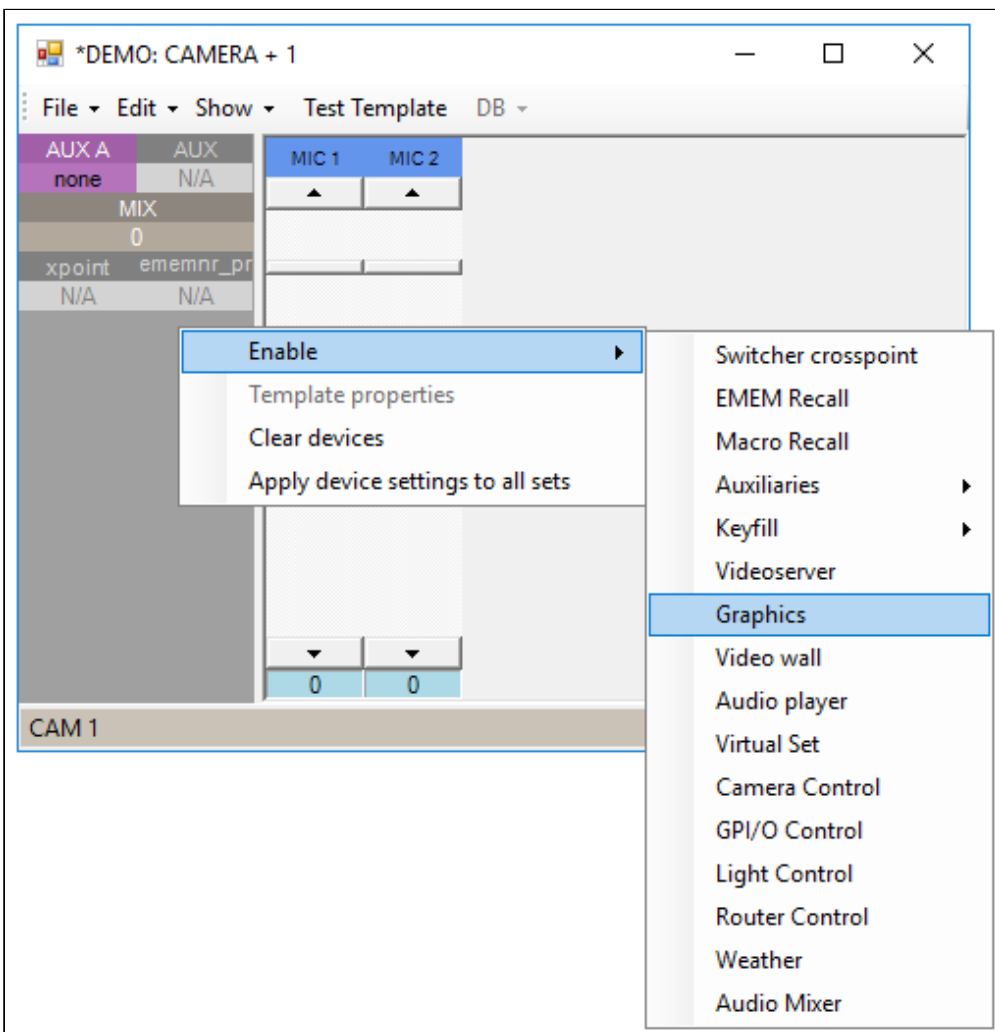 *DEMO: CAMERA + 1
File Edit Show Test Template DB
AUX A AUX
none N/A
MIX
0
xpoint ememnr_pr
N/A N/A
MIC 1 MIC 2
0 0
CAM 1
Enable
Template properties
Clear devices
Apply device settings to all sets
Switcher crosspoint
EMEM Recall
Macro Recall
Auxiliaries
Keyfill
Videoserver
Graphics
Video wall
Audio player
Virtual Set
Camera Control
GPI/O Control
Light Control
Router Control
Weather
Audio Mixer